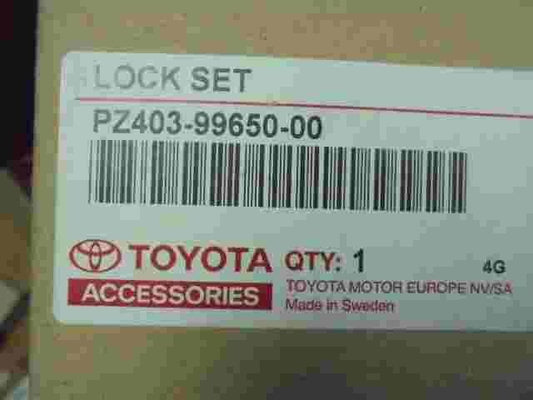 LOCK SET
PZ403-99650-00
TOYOTA QTY: 1 4G
ACCESSORIES TOYOTA MOTOR EUROPE NV/SA
Made in Sweden